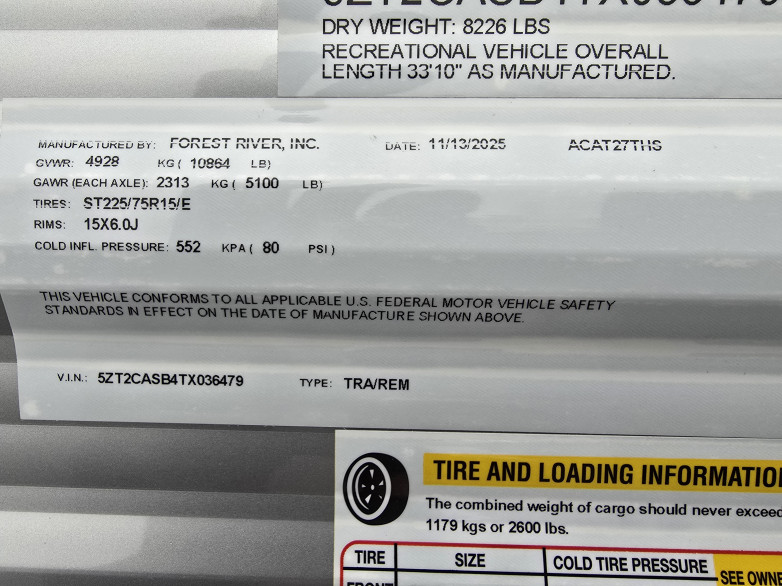 DRY WEIGHT: 8226 LBS
RECREATIONAL VEHICLE OVERALL
LENGTH 33'10" AS MANUFACTURED.
MANUFACTURED BY: FOREST RIVER, INC. DATE: 11/13/2025 ACAT27THS
GVWR: 4928 KG ( 10864 LB)
GAWR (EACH AXLE): 2313 KG ( 5100 LB)
TIRES: ST225/75R15/E
RIMS: 15X6.0J
COLD INFL. PRESSURE: 552 KPA ( 80 PSI )
THIS VEHICLE CONFORMS TO ALL APPLICABLE U.S. FEDERAL MOTOR VEHICLE SAFETY
STANDARDS IN EFFECT ON THE DATE OF MANUFACTURE SHOWN ABOVE.
V.I.N.: 5ZT2CASB4TX036479 TYPE: TRA/REM
TIRE AND LOADING INFORMATION
The combined weight of cargo should never exceed
1179 kgs or 2600 lbs.
TIRE SIZE COLD TIRE PRESSURE SEE OWNE
FRONT